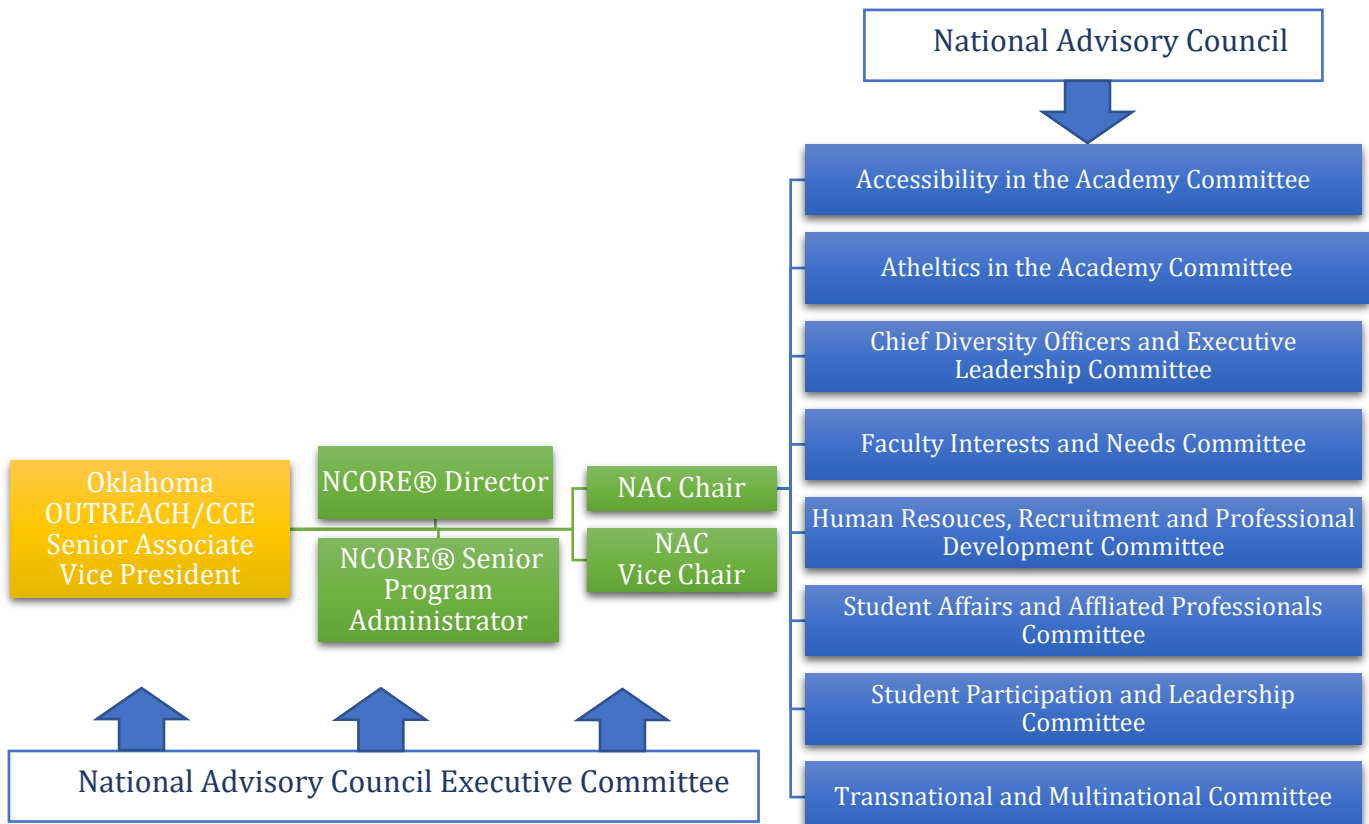 National Advisory Council
Accessibility in the Academy Committee
Atheltics in the Academy Committee
Chief Diversity Officers and Executive
Leadership Committee
Faculty Interests and Needs Committee
Human Resouces, Recruitment and Professional
Development Committee
Student Affairs and Affliated Professionals
Committee
Student Participation and Leadership
Committee
Transnational and Multinational Committee
Oklahoma
OUTREACH/CCE
Senior Associate
Vice President
NCORE® Director
NCORE® Senior
Program
Administrator
NAC Chair
NAC
Vice Chair
National Advisory Council Executive Committee